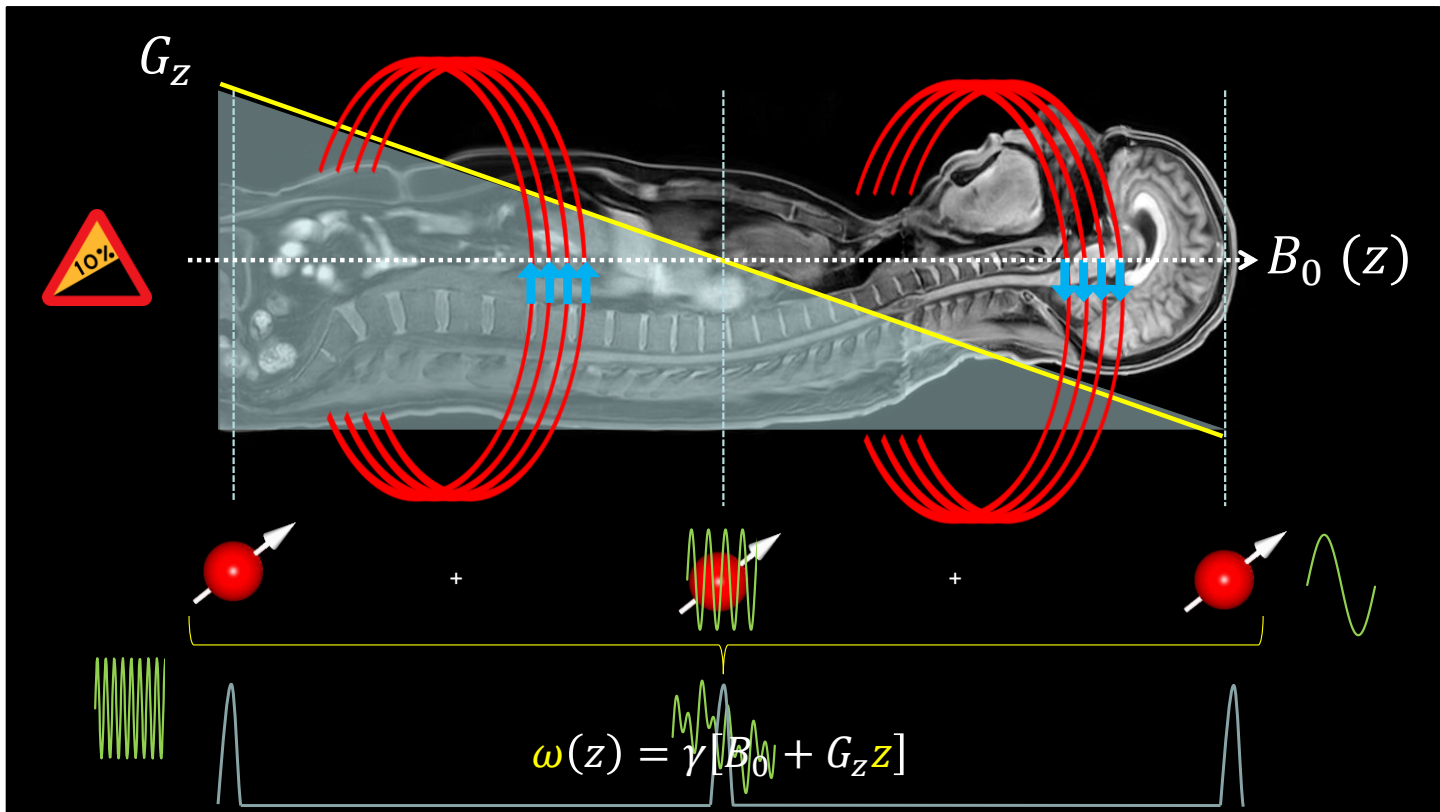 G_z
10%
B_0 (z)
+ +
ω(z) = γ[B_0 + G_z z]